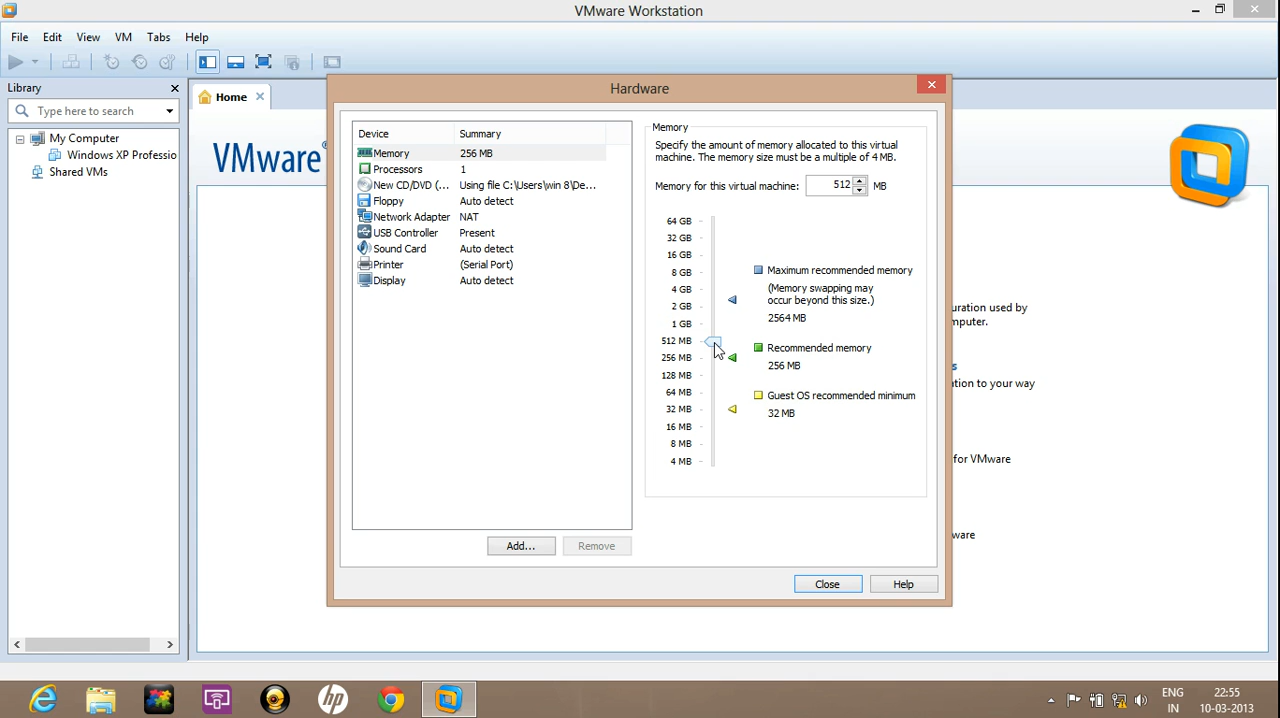 VMware Workstation
File Edit View VM Tabs Help
Library
Home
Type here to search
My Computer
Windows XP Professio
Shared VMs
VMware®
Hardware
Device Summary
Memory 256 MB
Processors 1
New CD/DVD (... Using file C:\Users\win 8\De...
Floppy Auto detect
Network Adapter NAT
USB Controller Present
Sound Card Auto detect
Printer (Serial Port)
Display Auto detect
Add... Remove
Memory
Specify the amount of memory allocated to this virtual
machine. The memory size must be a multiple of 4 MB.
Memory for this virtual machine: 512 MB
64 GB
32 GB
16 GB
8 GB
4 GB
2 GB
1 GB
512 MB
256 MB
128 MB
64 MB
32 MB
16 MB
8 MB
4 MB
Maximum recommended memory
(Memory swapping may
occur beyond this size.)
2564 MB
Recommended memory
256 MB
Guest OS recommended minimum
32 MB
Close Help
uration used by
mputer.
s
ation to your way
for VMware
ware
hp
ENG
IN
22:55
10-03-2013